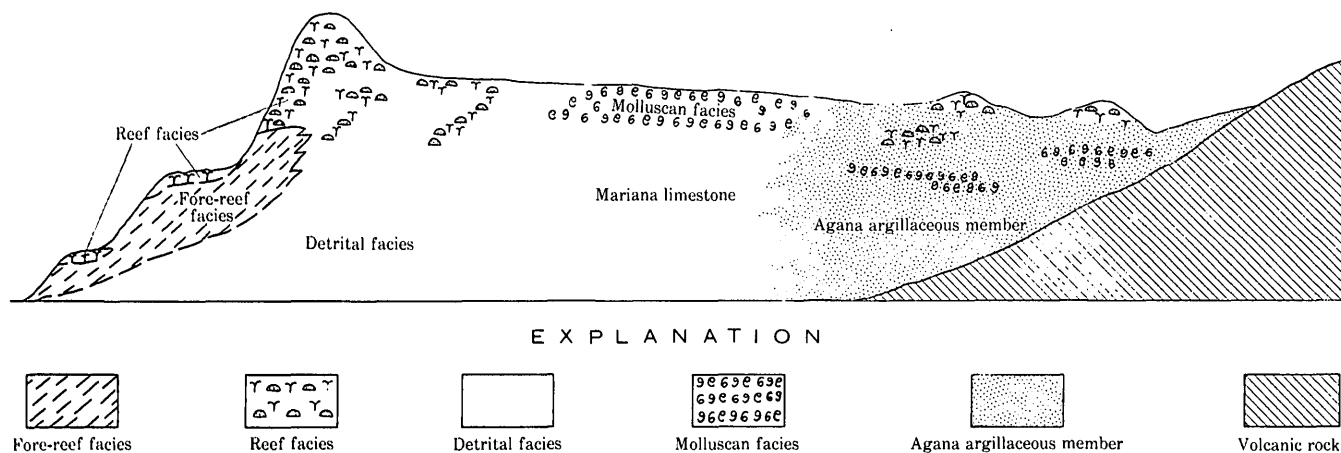 Reef facies
Fore-reef
facies
Molluscan facies
Mariana limestone
Detrital facies
Agana argillaceous member
EXPLANATION
Fore-reef facies
Reef facies
Detrital facies
Molluscan facies
Agana argillaceous member
Volcanic rock